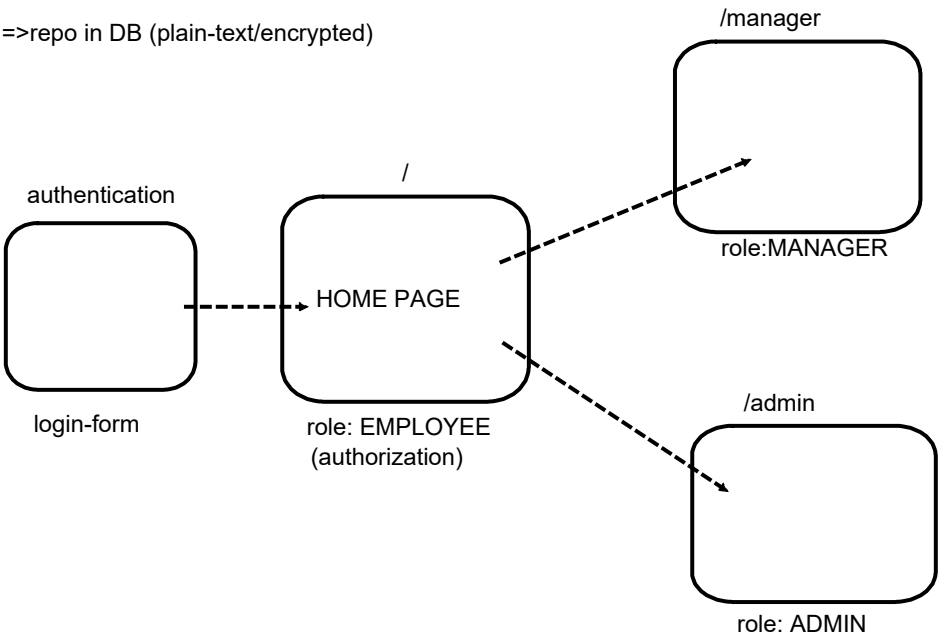 =>repo in DB (plain-text/encrypted)
/manager
role:MANAGER
authentication
login-form
/
HOME PAGE
role: EMPLOYEE
(authorization)
/admin
role: ADMIN